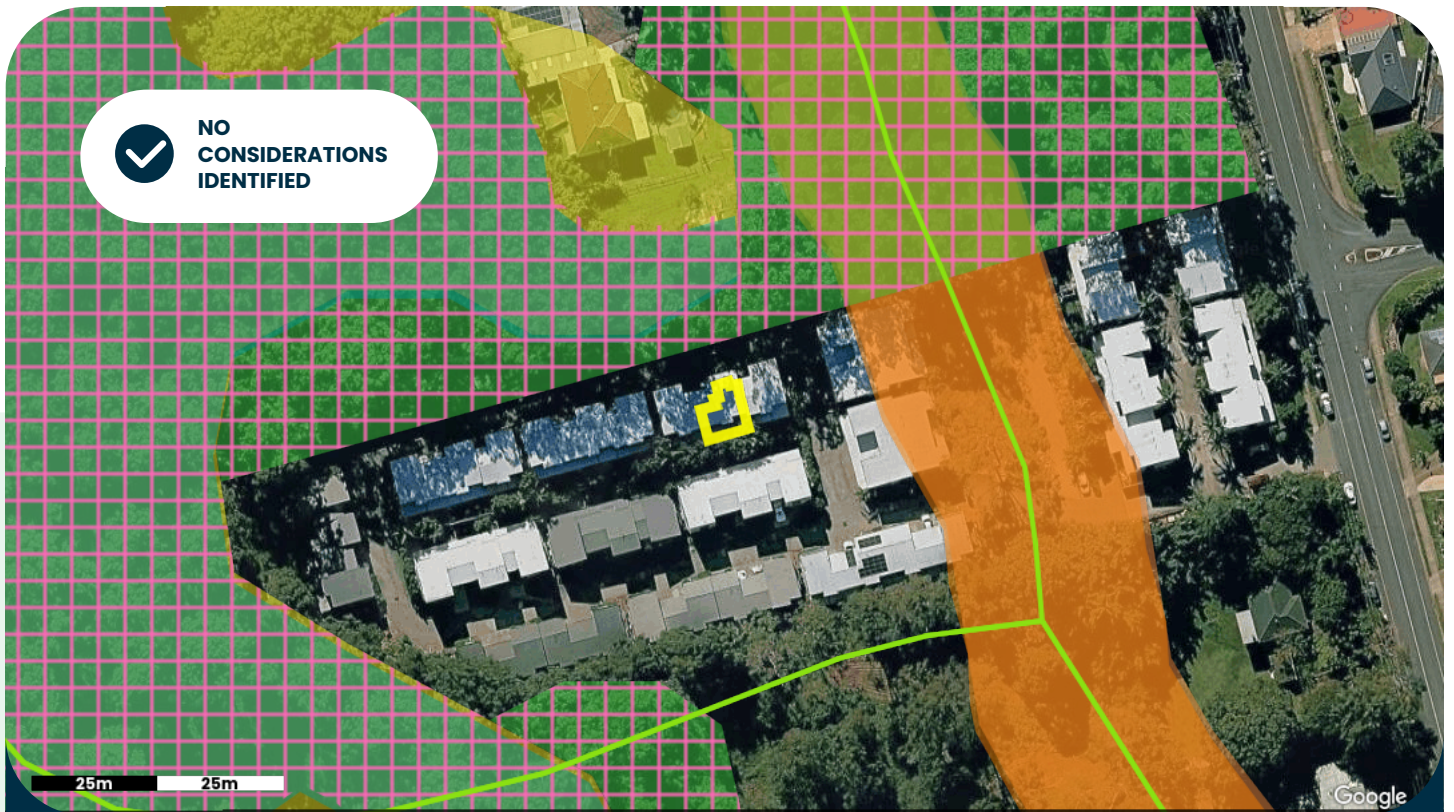 NO
CONSIDERATIONS
IDENTIFIED
25m 25m
Google